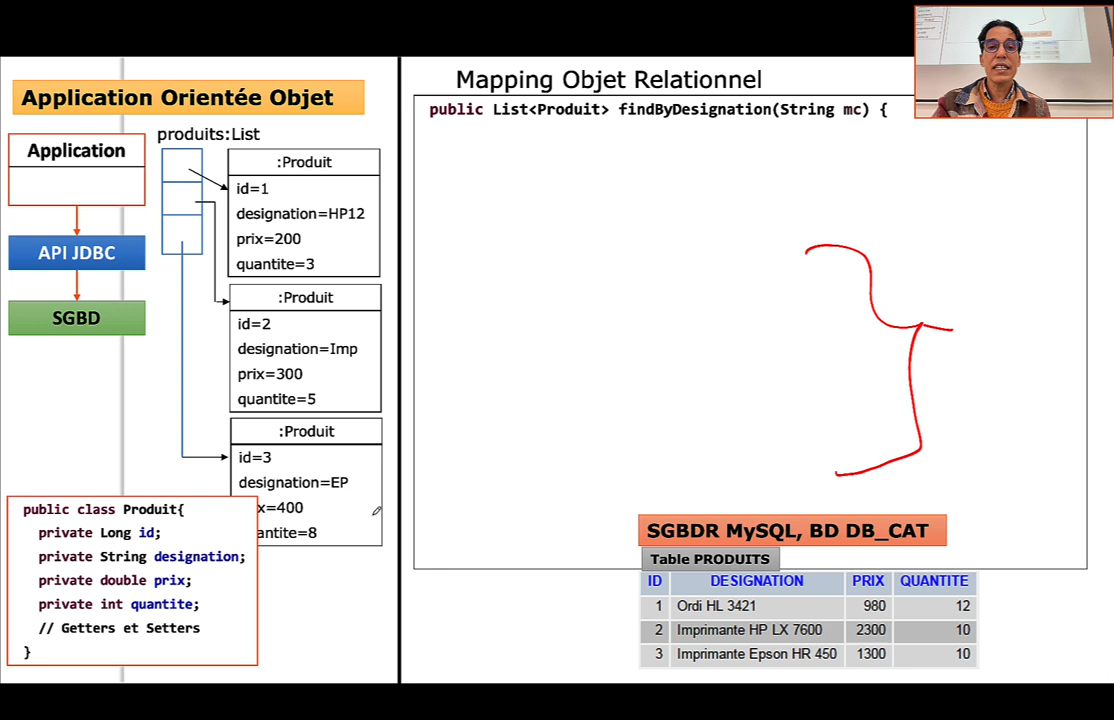 Application Orientée Objet
Application
API JDBC
SGBD
produits:List
:Produit
id=1
designation=HP12
prix=200
quantite=3
:Produit
id=2
designation=Imp
prix=300
quantite=5
:Produit
id=3
designation=EP
x=400
antite=8
public class Produit{
private Long id;
private String designation;
private double prix;
private int quantite;
// Getters et Setters
}
Mapping Objet Relationnel
public List<Produit> findByDesignation(String mc) {
SGBDR MySQL, BD DB_CAT
Table PRODUITS
ID DESIGNATION PRIX QUANTITE
1 Ordi HL 3421 980 12
2 Imprimante HP LX 7600 2300 10
3 Imprimante Epson HR 450 1300 10